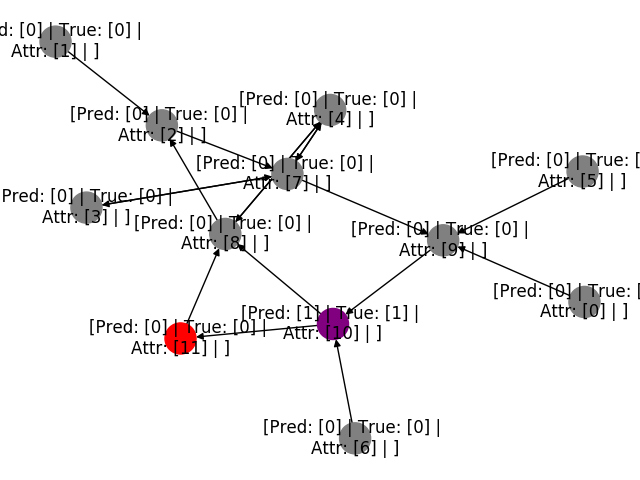 d: [0] | True: [0] |
Attr: [1] | ]
[Pred: [0] | True: [0] |
Attr: [4] | ]
[Pred: [0] | True: [0] |
Attr: [2] | ]
[Pred: [0] | True: [0] |
Attr: [7] | ]
[Pred: [0] | True: [
Attr: [5] | ]
Pred: [0] | True: [0] |
Attr: [3] | ]
[Pred: [0] | True: [0] |
Attr: [8] | ]
[Pred: [0] | True: [0] |
Attr: [9] | ]
[Pred: [0] | True: [
Attr: [0] | ]
[Pred: [1] | True: [1] |
Attr: [10] | ]
[Pred: [0] | True: [0] |
Attr: [11] | ]
[Pred: [0] | True: [0] |
Attr: [6] | ]